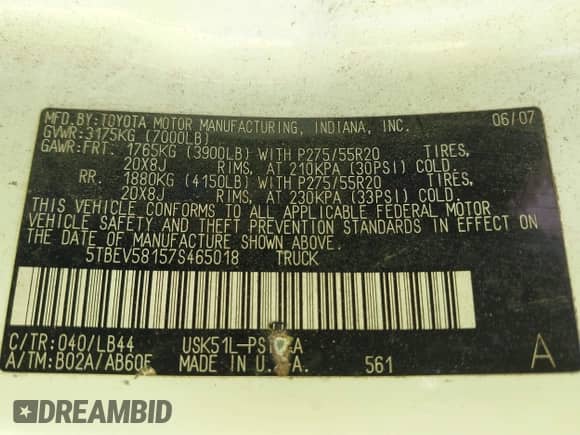 MFD.BY:TOYOTA MOTOR MANUFACTURING, INDIANA, INC. 06/07
GVWR:3175KG (7000LB)
GAWR:FRT. 1765KG (3900LB) WITH P275/55R20 TIRES,
20X8J RIMS, AT 210KPA (30PSI) COLD.
RR. 1880KG (4150LB) WITH P275/55R20 TIRES,
20X8J RIMS, AT 230KPA (33PSI) COLD.
THIS VEHICLE CONFORMS TO ALL APPLICABLE FEDERAL MOTOR
VEHICLE SAFETY AND THEFT PREVENTION STANDARDS IN EFFECT ON
THE DATE OF MANUFACTURE SHOWN ABOVE.
5TBEV58157S465018 TRUCK
C/TR:040/LB44
A/TM:B02A/AB60F MADE IN 561 A
DREAMBID